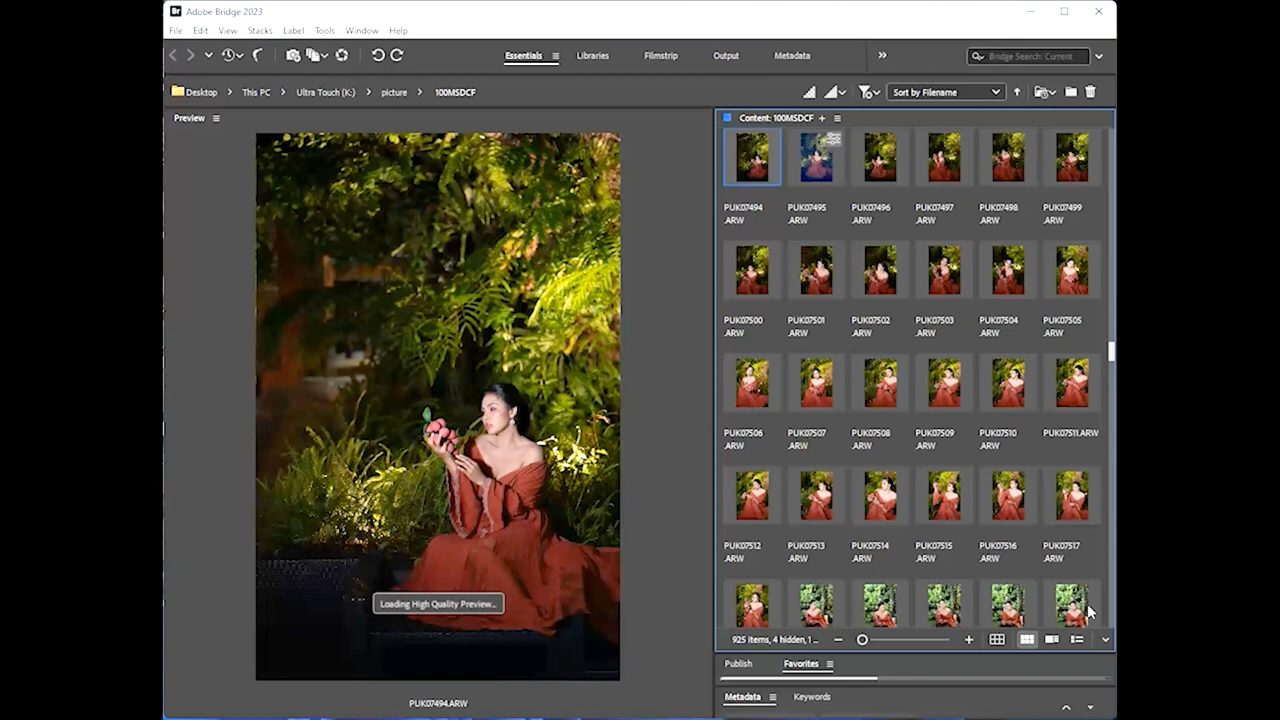 Br Adobe Bridge 2023
File Edit View Stacks Label Tools Window Help
Essentials Libraries Filmstrip Output Metadata
Bridge Search: Current
Desktop This PC Ultra Touch (K:) picture 100MSDCF
Sort by Filename
Preview
Content: 100MSDCF
PUK07494 .ARW
PUK07495 .ARW
PUK07496 .ARW
PUK07497 .ARW
PUK07498 .ARW
PUK07499 .ARW
PUK07500 .ARW
PUK07501 .ARW
PUK07502 .ARW
PUK07503 .ARW
PUK07504 .ARW
PUK07505 .ARW
PUK07506 .ARW
PUK07507 .ARW
PUK07508 .ARW
PUK07509 .ARW
PUK07510 .ARW
PUK07511.ARW
PUK07512 .ARW
PUK07513 .ARW
PUK07514 .ARW
PUK07515 .ARW
PUK07516 .ARW
PUK07517 .ARW
Loading High Quality Preview...
925 items, 4 hidden, 1...
Publish Favorites
Metadata Keywords
PUK07494.ARW